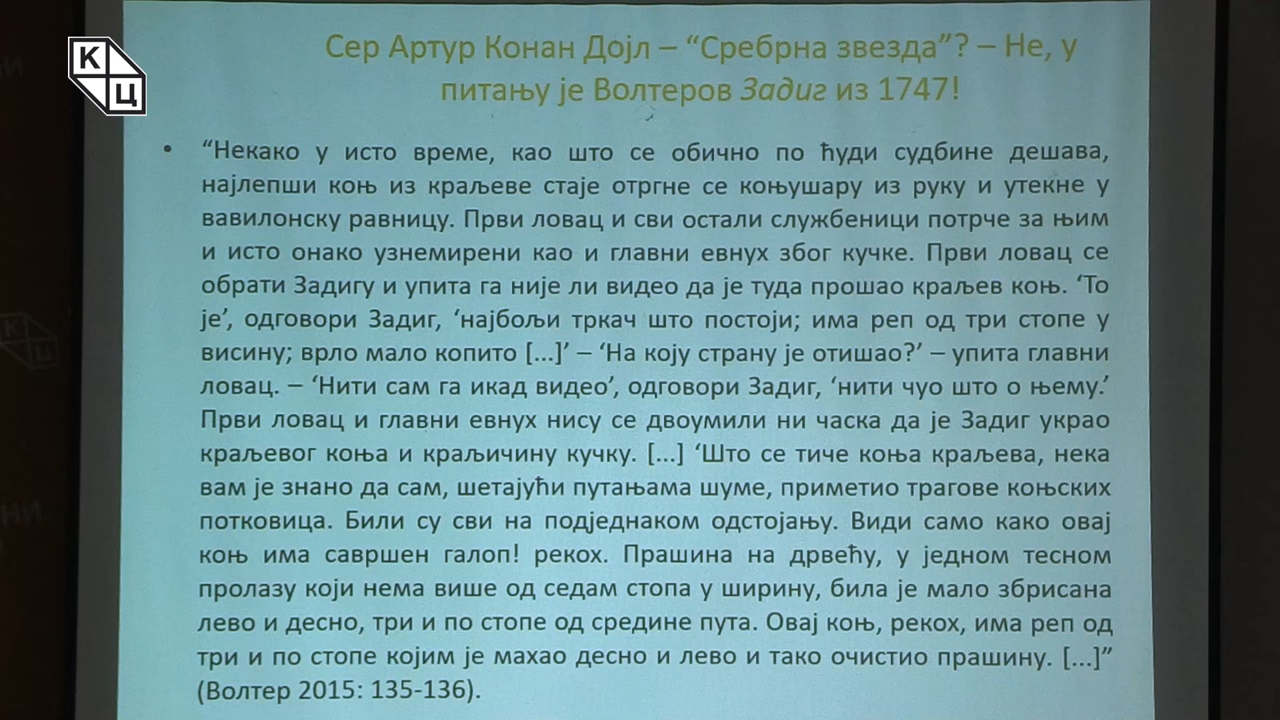 КЦ
Сер Артур Конан Дојл – “Сребрна звезда”? – Не, у
питању је Волтеров Задиг из 1747!
• “Некако у исто време, као што се обично по ћуди судбине дешава,
најлепши коњ из краљеве стаје отргне се коњушару из руку и утекне у
вавилонску равницу. Први ловац и сви остали службеници потрче за њим
и исто онако узнемирени као и главни евнух због кучке. Први ловац се
обрати Задигу и упита га није ли видео да је туда прошао краљев коњ. ‘То
је’, одговори Задиг, ‘најбољи тркач што постоји; има реп од три стопе у
висину; врло мало копито [...]’ – ‘На коју страну је отишао?’ – упита главни
ловац. – ‘Нити сам га икад видео’, одговори Задиг, ‘нити чуо што о њему.’
Први ловац и главни евнух нису се двоумили ни часка да је Задиг украо
краљевог коња и краљичину кучку. [...] ‘Што се тиче коња краљева, нека
вам је знано да сам, шетајући путањама шуме, приметио трагове коњских
потковица. Били су сви на подједнаком одстојању. Види само како овај
коњ има савршен галоп! рекох. Прашина на дрвећу, у једном тесном
пролазу који нема више од седам стопа у ширину, била је мало збрисана
лево и десно, три и по стопе од средине пута. Овај коњ, рекох, има реп од
три и по стопе којим је махао десно и лево и тако очистио прашину. [...]”
(Волтер 2015: 135-136).